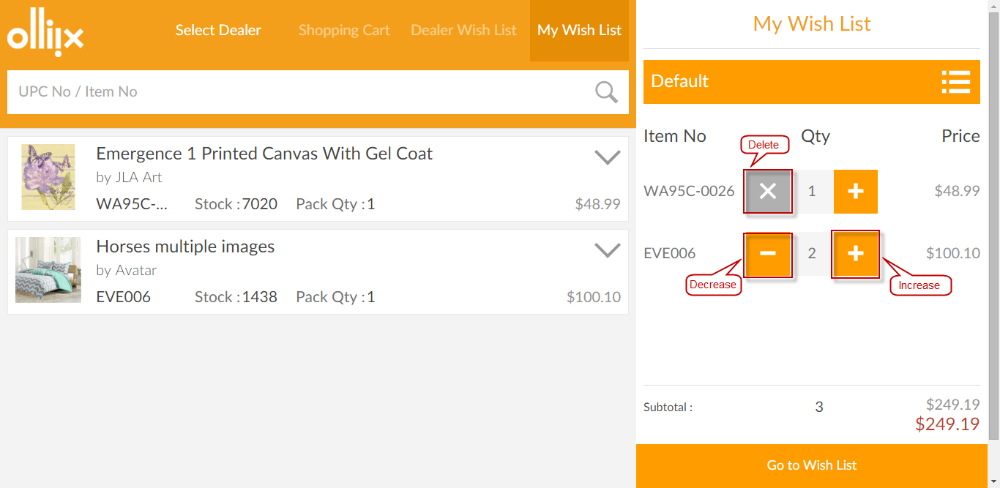 olliix
Select Dealer
Shopping Cart
Dealer Wish List
My Wish List
UPC No / Item No
Emergence 1 Printed Canvas With Gel Coat
by JLA Art
WA95C-...
Stock : 7020
Pack Qty : 1
$48.99
Horses multiple images
by Avatar
EVE006
Stock : 1438
Pack Qty : 1
$100.10
My Wish List
Default
Item No
Qty
Price
Delete
WA95C-0026
1
$48.99
EVE006
2
$100.10
Decrease
Increase
Subtotal :
3
$249.19
$249.19
Go to Wish List